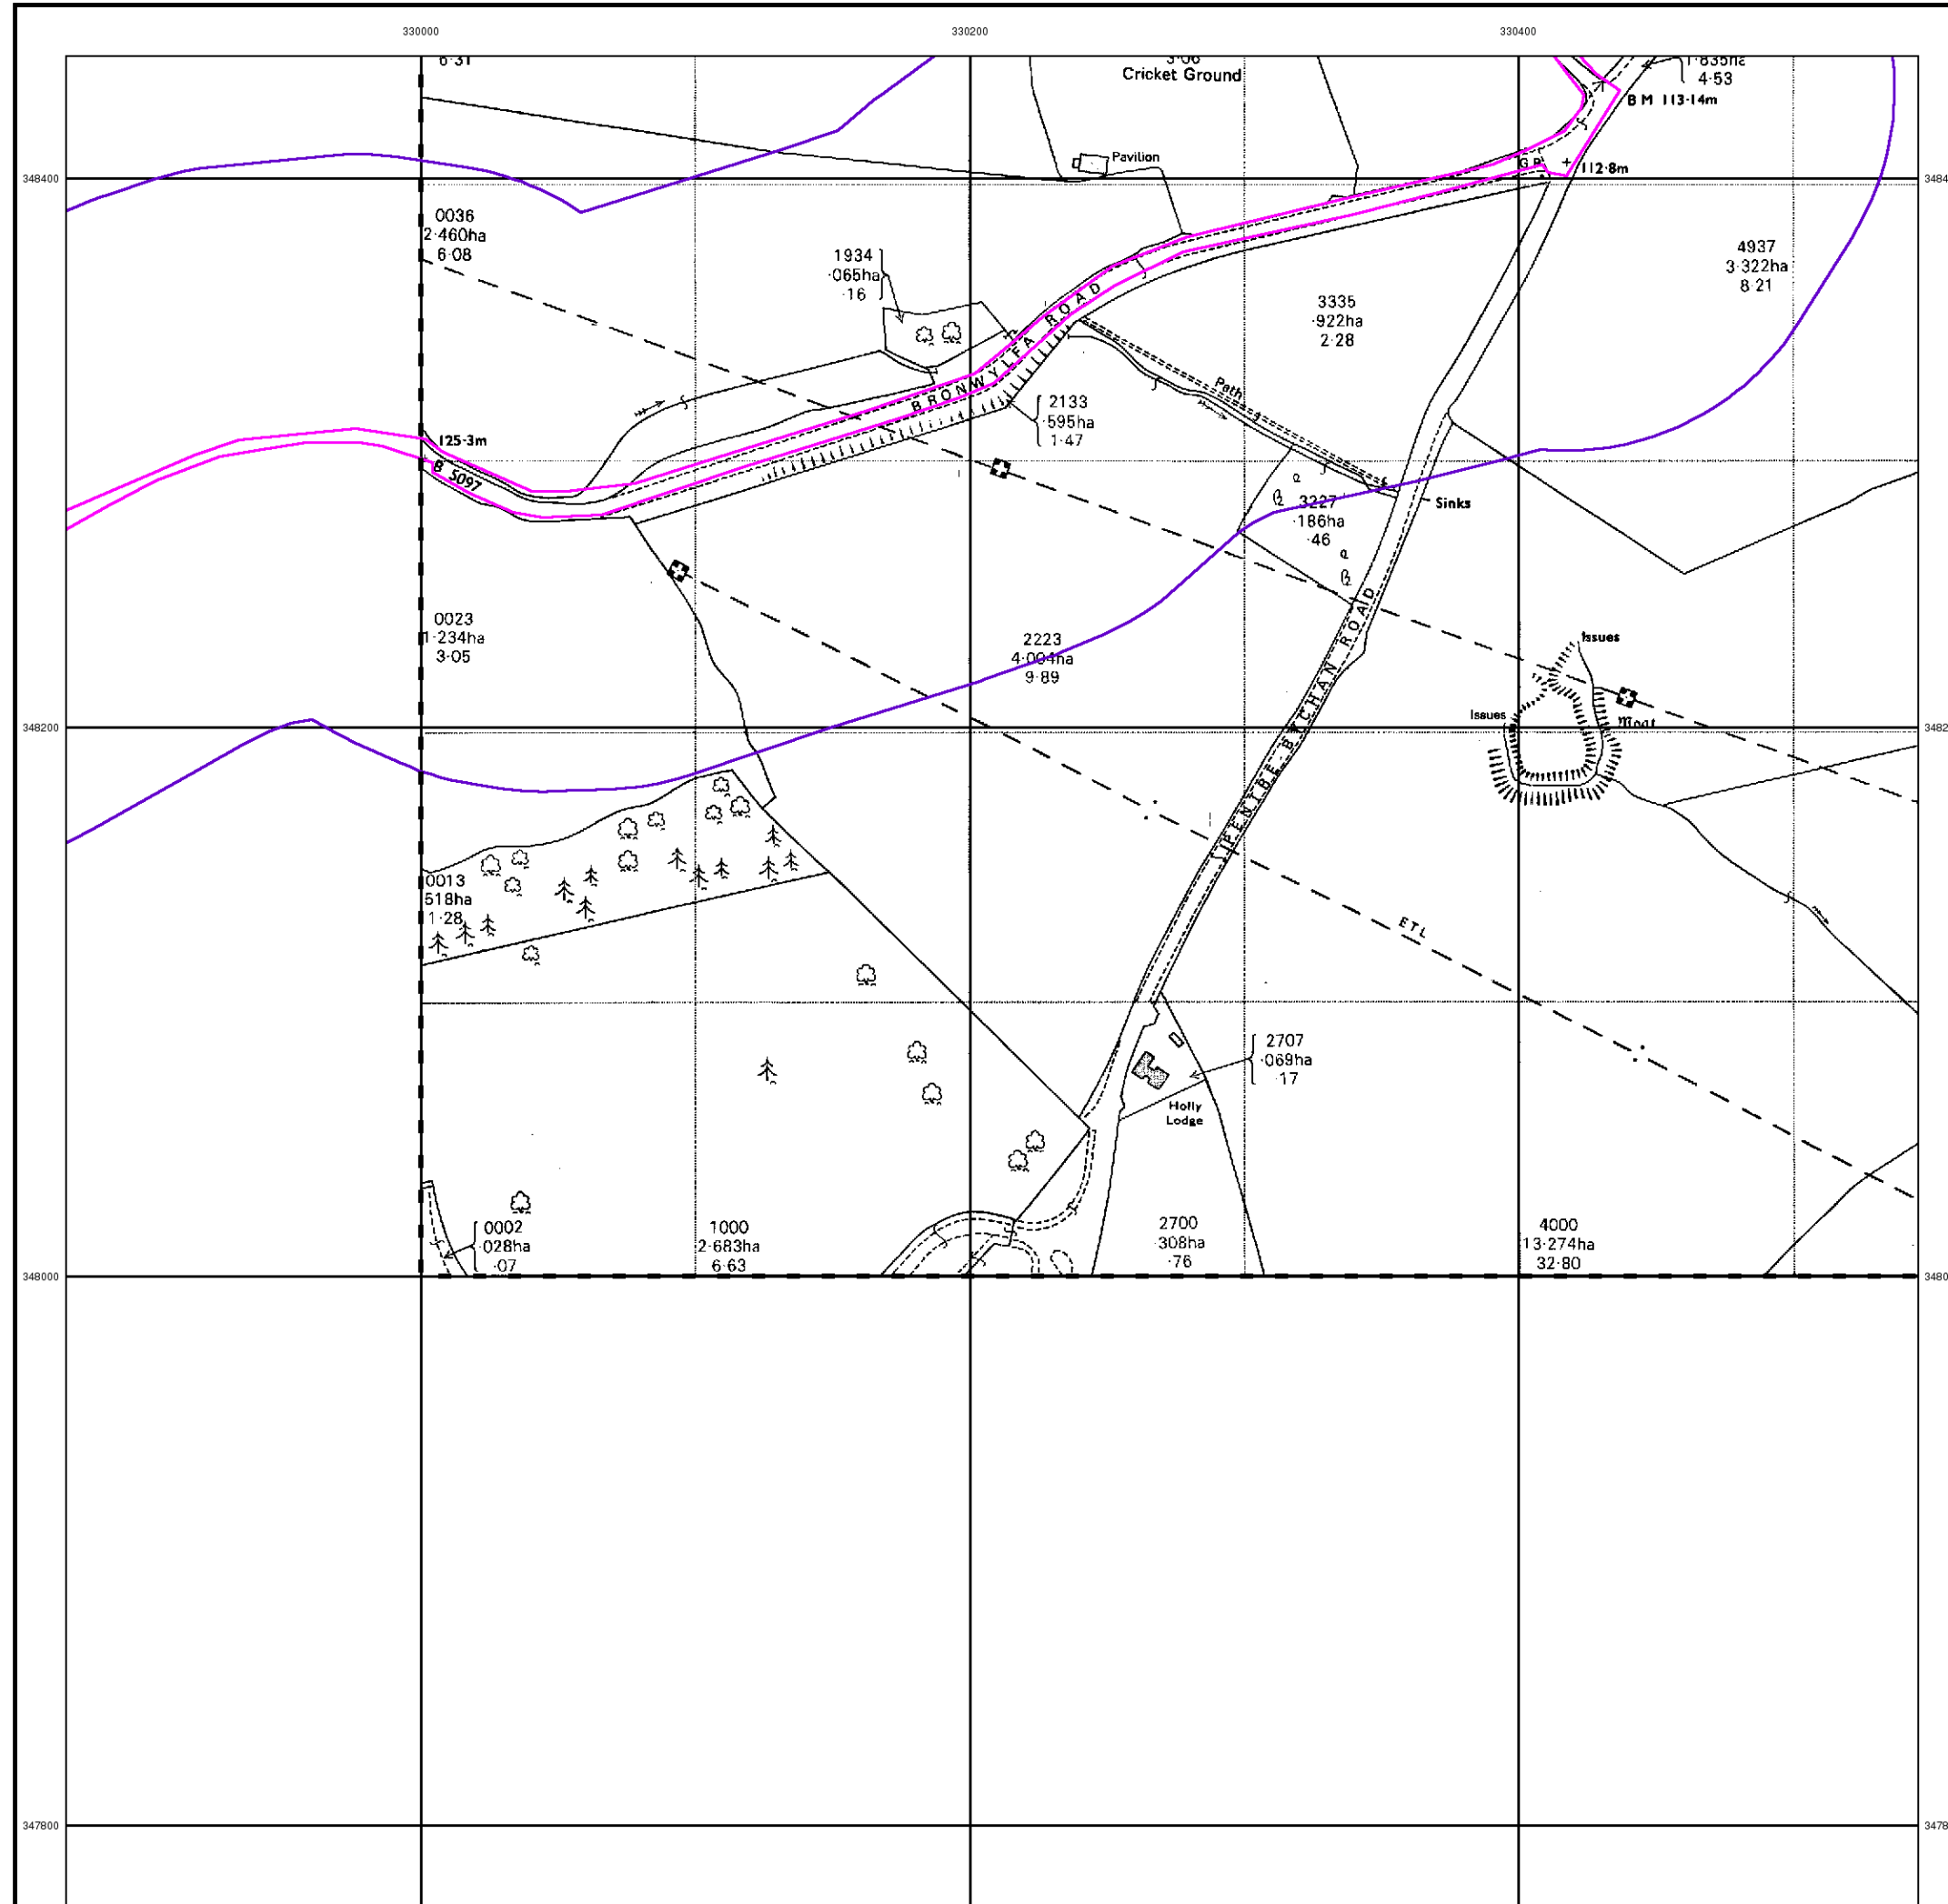 330000
330200
330400
6·31
3·06
Cricket Ground
1·835ha
4·53
B M 113·14m
Pavilion
G P
112·8m
348400
0036
2·460ha
6·08
1934
·065ha
·16
4937
3·322ha
8·21
3335
·922ha
2·28
BRONWYLFA ROAD
Path
2133
·595ha
1·47
125·3m
B 5097
3227
·186ha
·46
Sinks
0023
1·234ha
3·05
2223
4·004ha
9·89
Issues
Issues
Moat
348200
PENTRE BYCHAN ROAD
0013
518ha
1·28
E T L
2707
·069ha
·17
Holly
Lodge
0002
·028ha
·07
1000
2·683ha
6·63
2700
·308ha
·76
4000
13·274ha
32·80
348000
347800